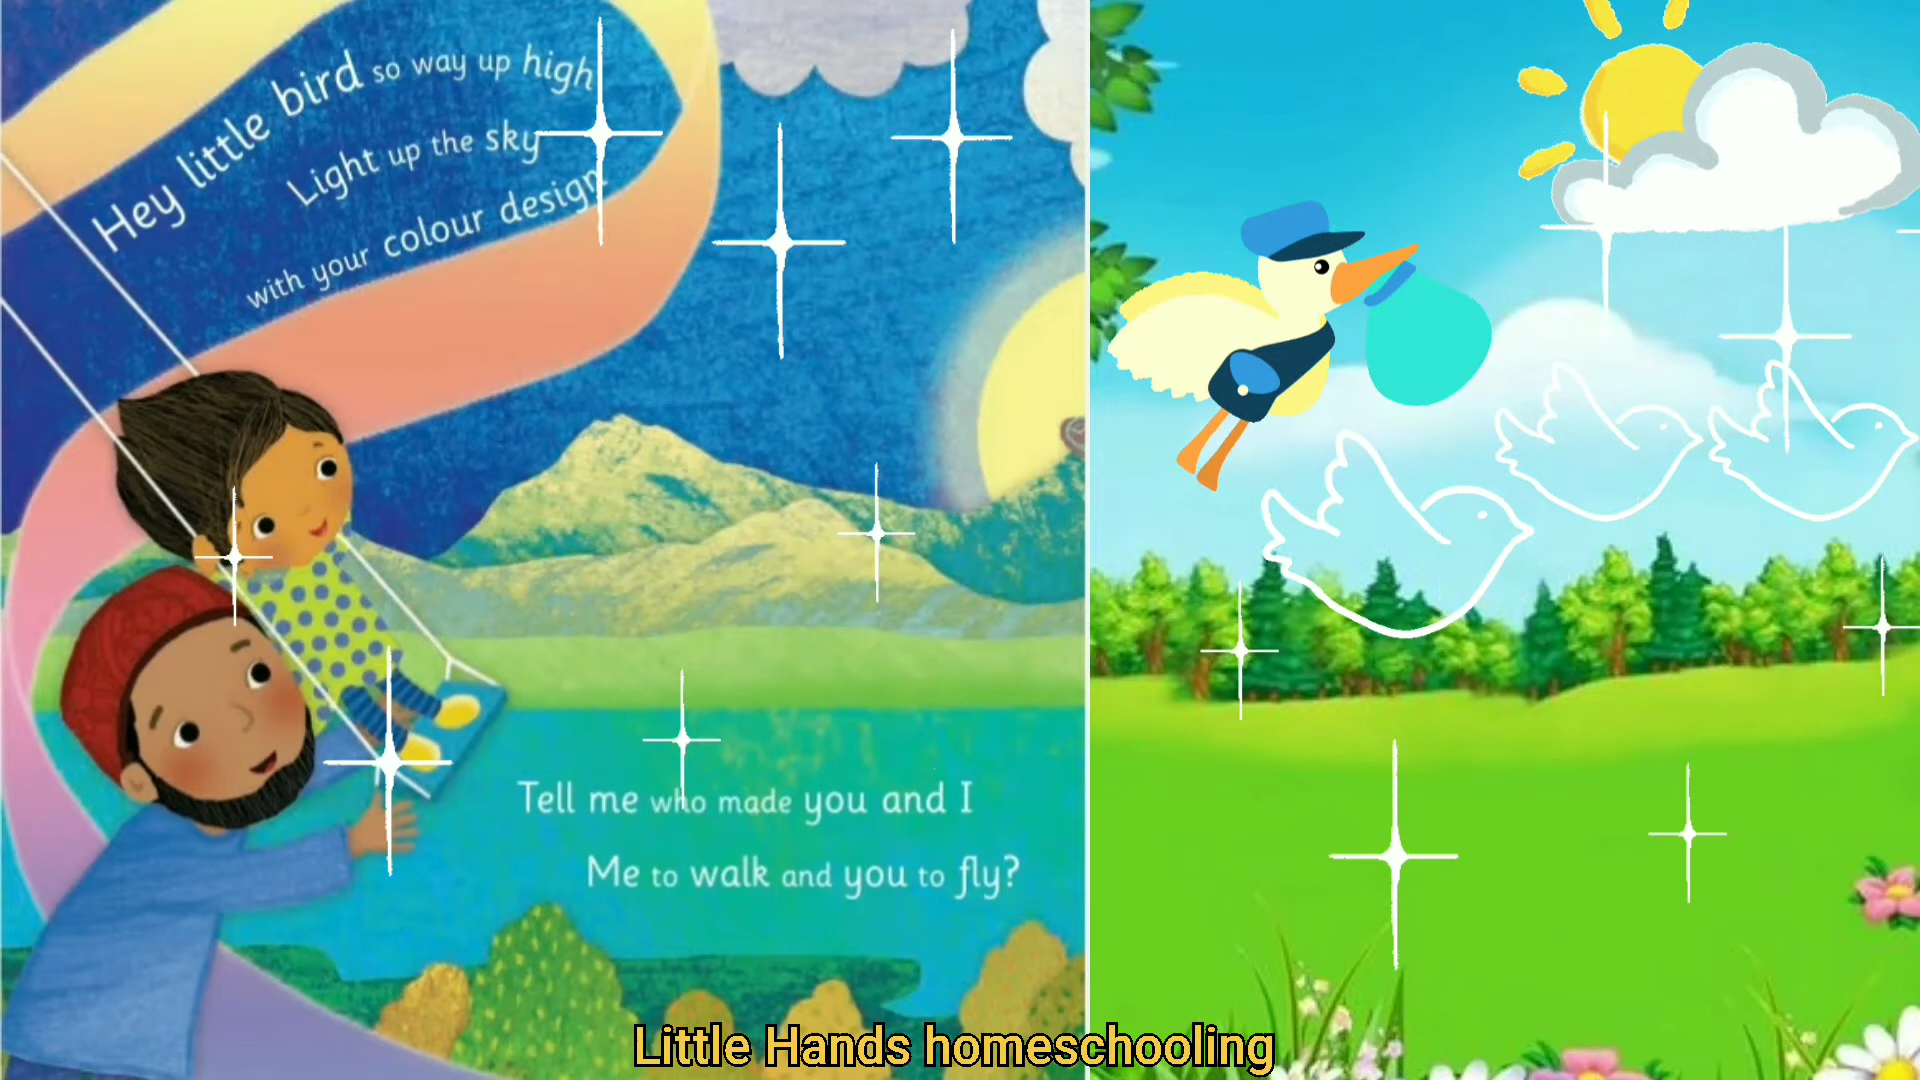 Hey little bird so way up high
Light up the sky
with your colour design
Tell me who made you and I
Me to walk and you to fly?
Little Hands homeschooling